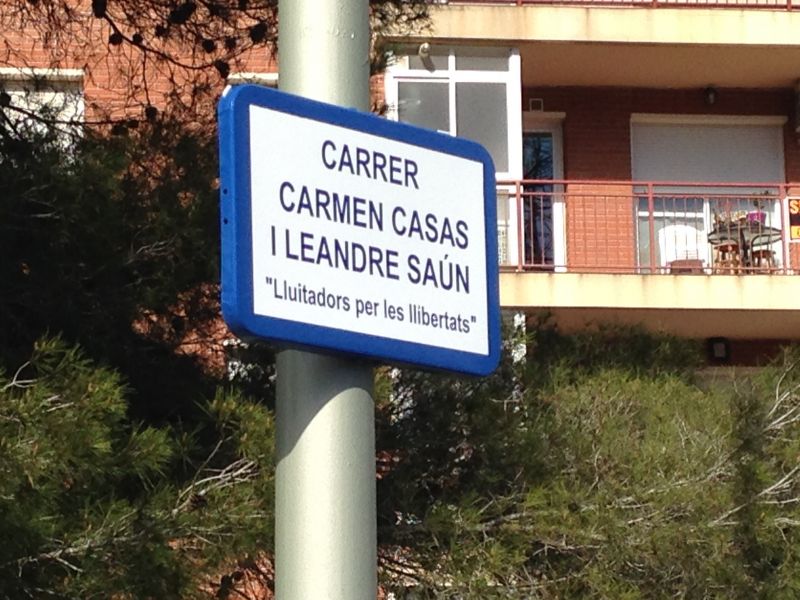 CARRER
CARMEN CASAS
I LEANDRE SAÚN
"Lluitadors per les llibertats"